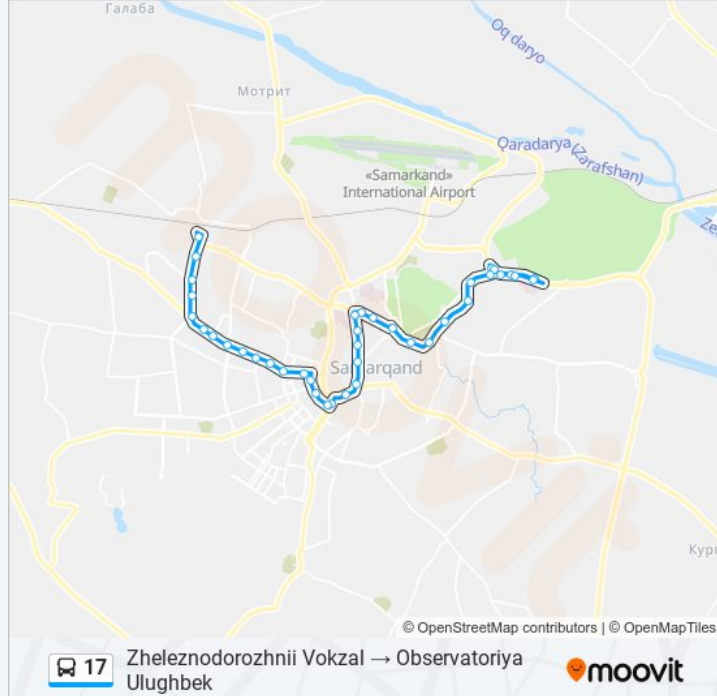 Галаба
Oq daryo
Мотрит
Qaradarya (Zarafshan)
«Samarkand»
International Airport
Ze
Samarqand
Кург
© OpenStreetMap contributors | © OpenMapTiles
17
Zheleznodorozhnii Vokzal → Observatoriya
Ulughbek
moovit